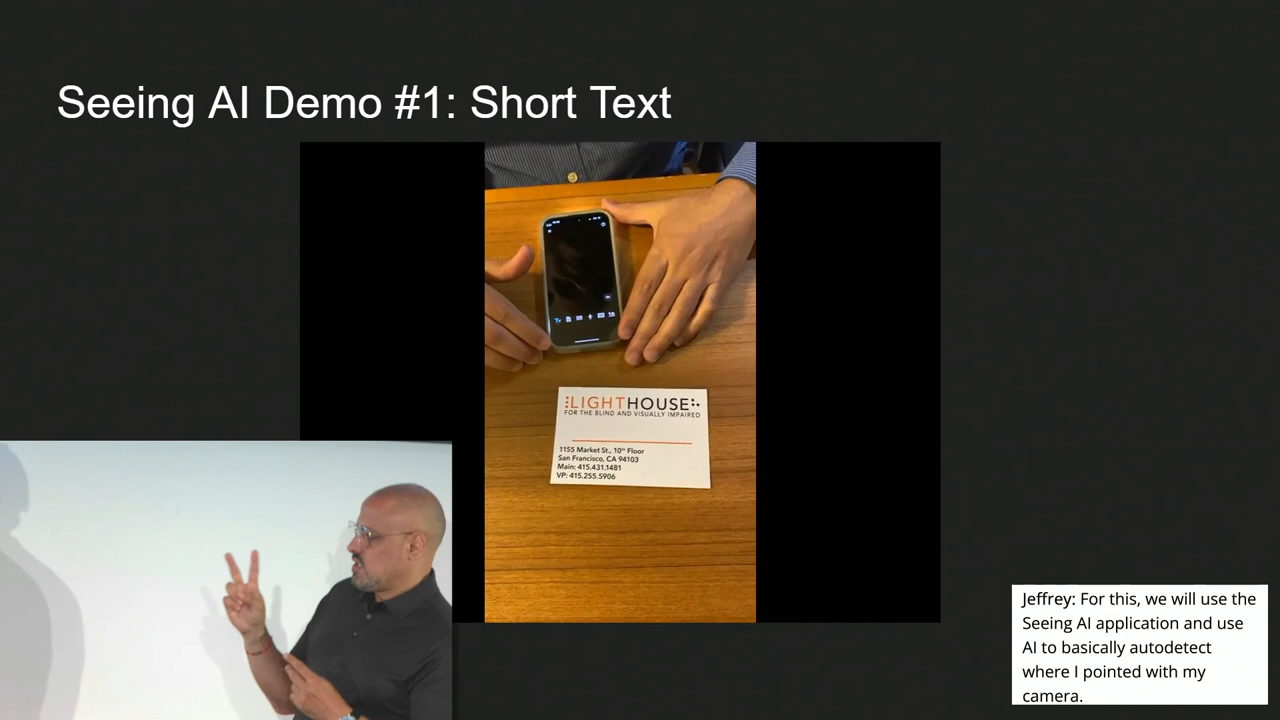 Seeing AI Demo #1: Short Text
LIGHTHOUSE
FOR THE BLIND AND VISUALLY IMPAIRED
1155 Market St., 10th Floor
San Francisco, CA 94103
Main: 415.431.1481
VP: 415.255.5906
Jeffrey: For this, we will use the
Seeing AI application and use
AI to basically autodetect
where I pointed with my
camera.